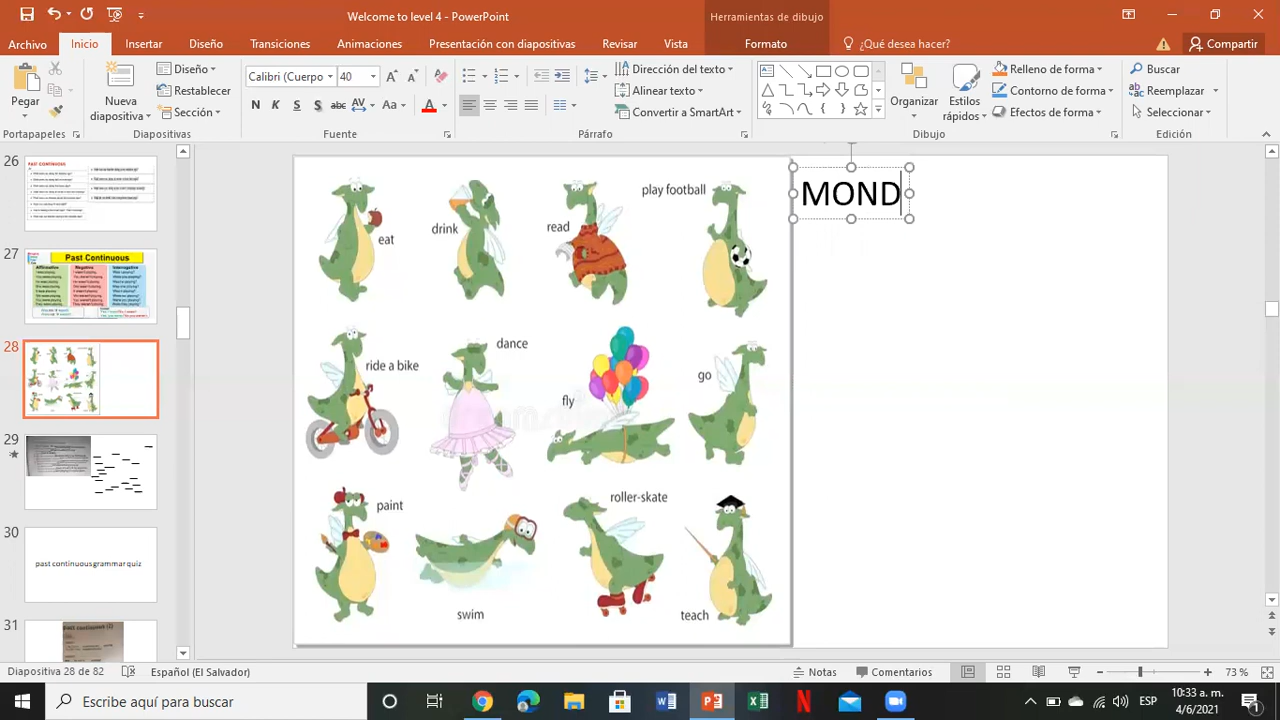 Welcome to level 4 - PowerPoint
Herramientas de dibujo
Archivo
Inicio
Insertar
Diseño
Transiciones
Animaciones
Presentación con diapositivas
Revisar
Vista
Formato
¿Qué desea hacer?
Compartir
Pegar
Nueva diapositiva
Diseño
Restablecer
Sección
Calibri (Cuerpo
40
N K S S abc AV Aa A
Dirección del texto
Alinear texto
Convertir a SmartArt
Organizar
Estilos rápidos
Relleno de forma
Contorno de forma
Efectos de forma
Buscar
Reemplazar
Seleccionar
Portapapeles
Diapositivas
Fuente
Párrafo
Dibujo
Edición
26
PAST CONTINUOUS
27
Past Continuous
Affirmative Negative Interrogative
28
29
30
past continuous grammar quiz
31
past continuous (2)
eat
drink
read
play football
MOND
ride a bike
dance
fly
go
paint
swim
roller-skate
teach
Diapositiva 28 de 82
Español (El Salvador)
Notas
Comentarios
73 %
Escribe aquí para buscar
ESP
10:33 a. m.
4/6/2021